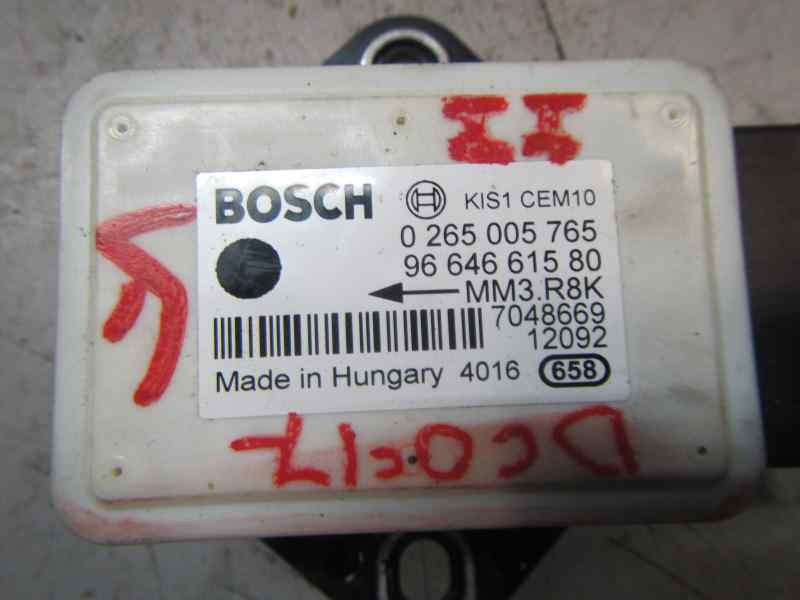 BOSCH KIS1 CEM10
0 265 005 765
96 646 615 80
MM3.R8K
7048669
12092
Made in Hungary 4016 658